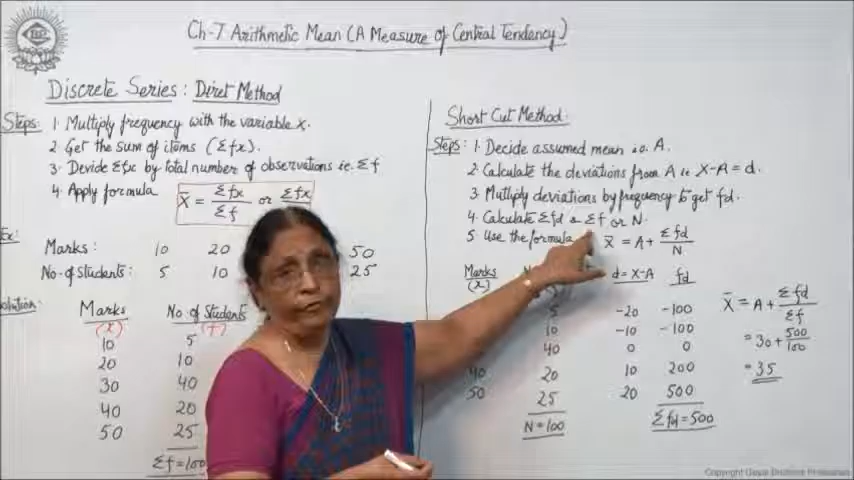 Ch-7 Arithmetic Mean (A Measure of Central Tendency)
Discrete Series: Diret Method
Steps: 1. Multiply frequency with the variable X.
2. Get the sum of items (Σfx).
3. Devide Σfx by total number of observations i.e. Σf
4. Apply formula X̄ = Σfx / Σf or Σfx
Ex:
Marks: 10 20 50
No. of Students: 5 10 25
olution:
Marks No of Students
(X) (f)
10 5
20 10
30 40
40 20
50 25
Σf = 100
Short Cut Method.
Steps: 1. Decide assumed mean i.e. A.
2. Calculate the deviations from A i.e X-A = d.
3. Multiply deviations by frequency to get fd.
4. Calculate Σfd & Σf or N.
5. Use the formula X̄ = A + Σfd / N
Marks d = X-A fd
(X)
5 -20 -100
10 -10 -100
40 0 0
40 20 10 200
50 25 20 500
N = 100 Σfd = 500
X̄ = A + Σfd / Σf
= 30 + 500 / 100
= 35